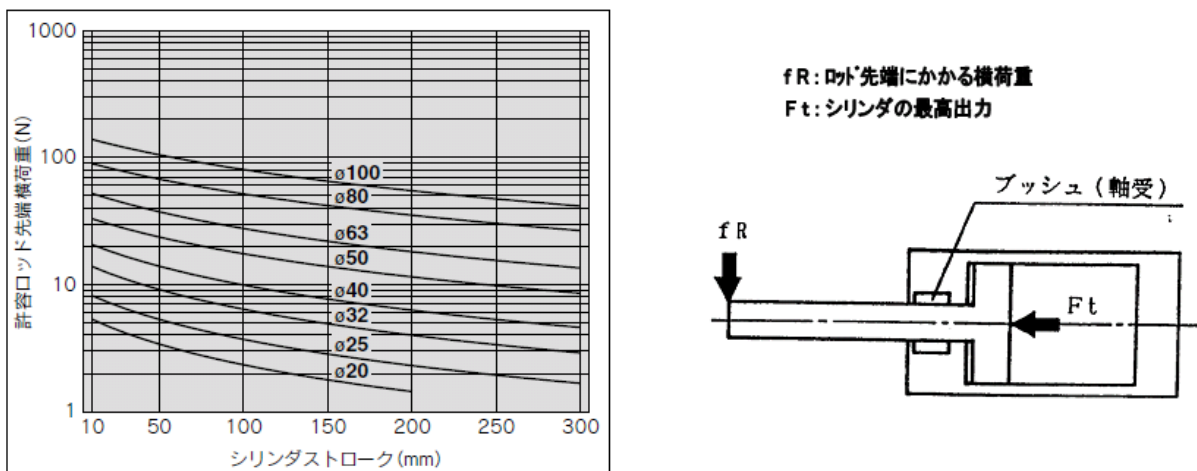 1000
100
10
1
許容ロッド先端横荷重(N)
ø100
ø80
ø63
ø50
ø40
ø32
ø25
ø20
10 50 100 150 200 250 300
シリンダストローク(mm)
fR:ロッド先端にかかる横荷重
Ft:シリンダの最高出力
ブッシュ(軸受)
fR
Ft